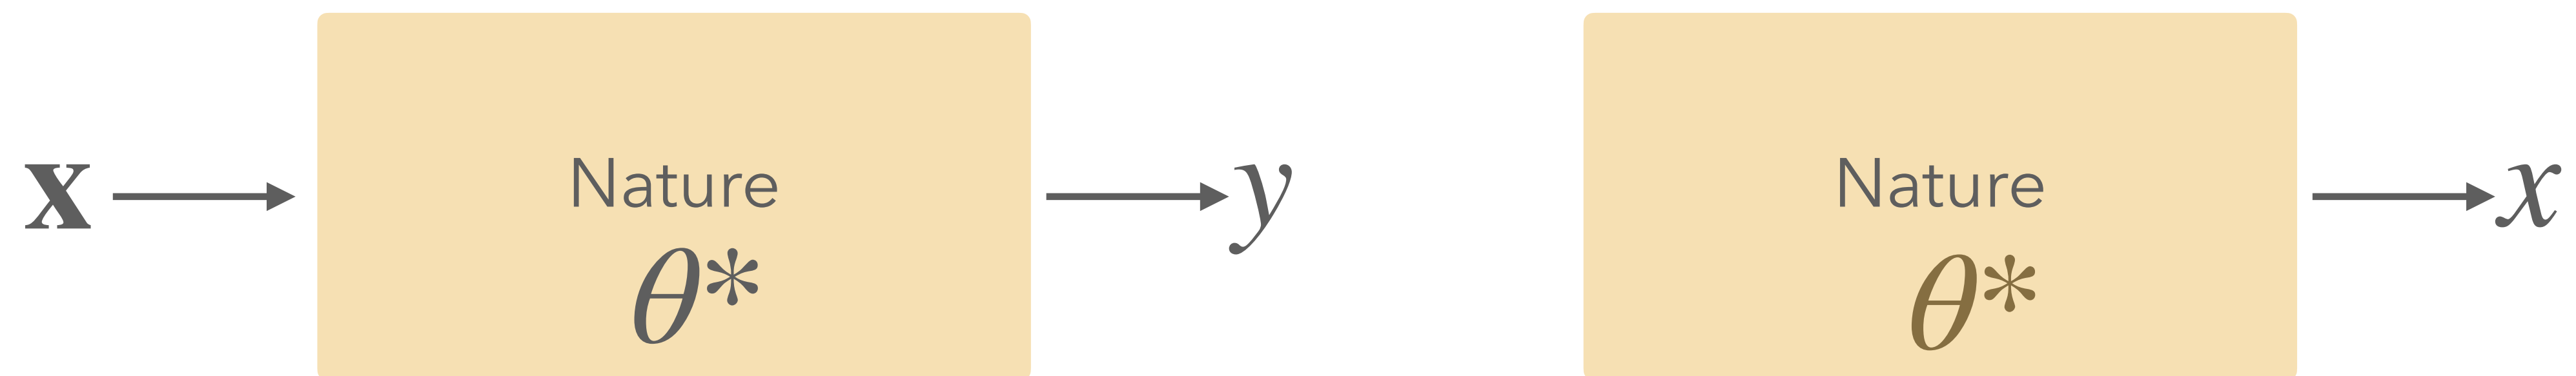 x Nature y Nature x
θ* θ*